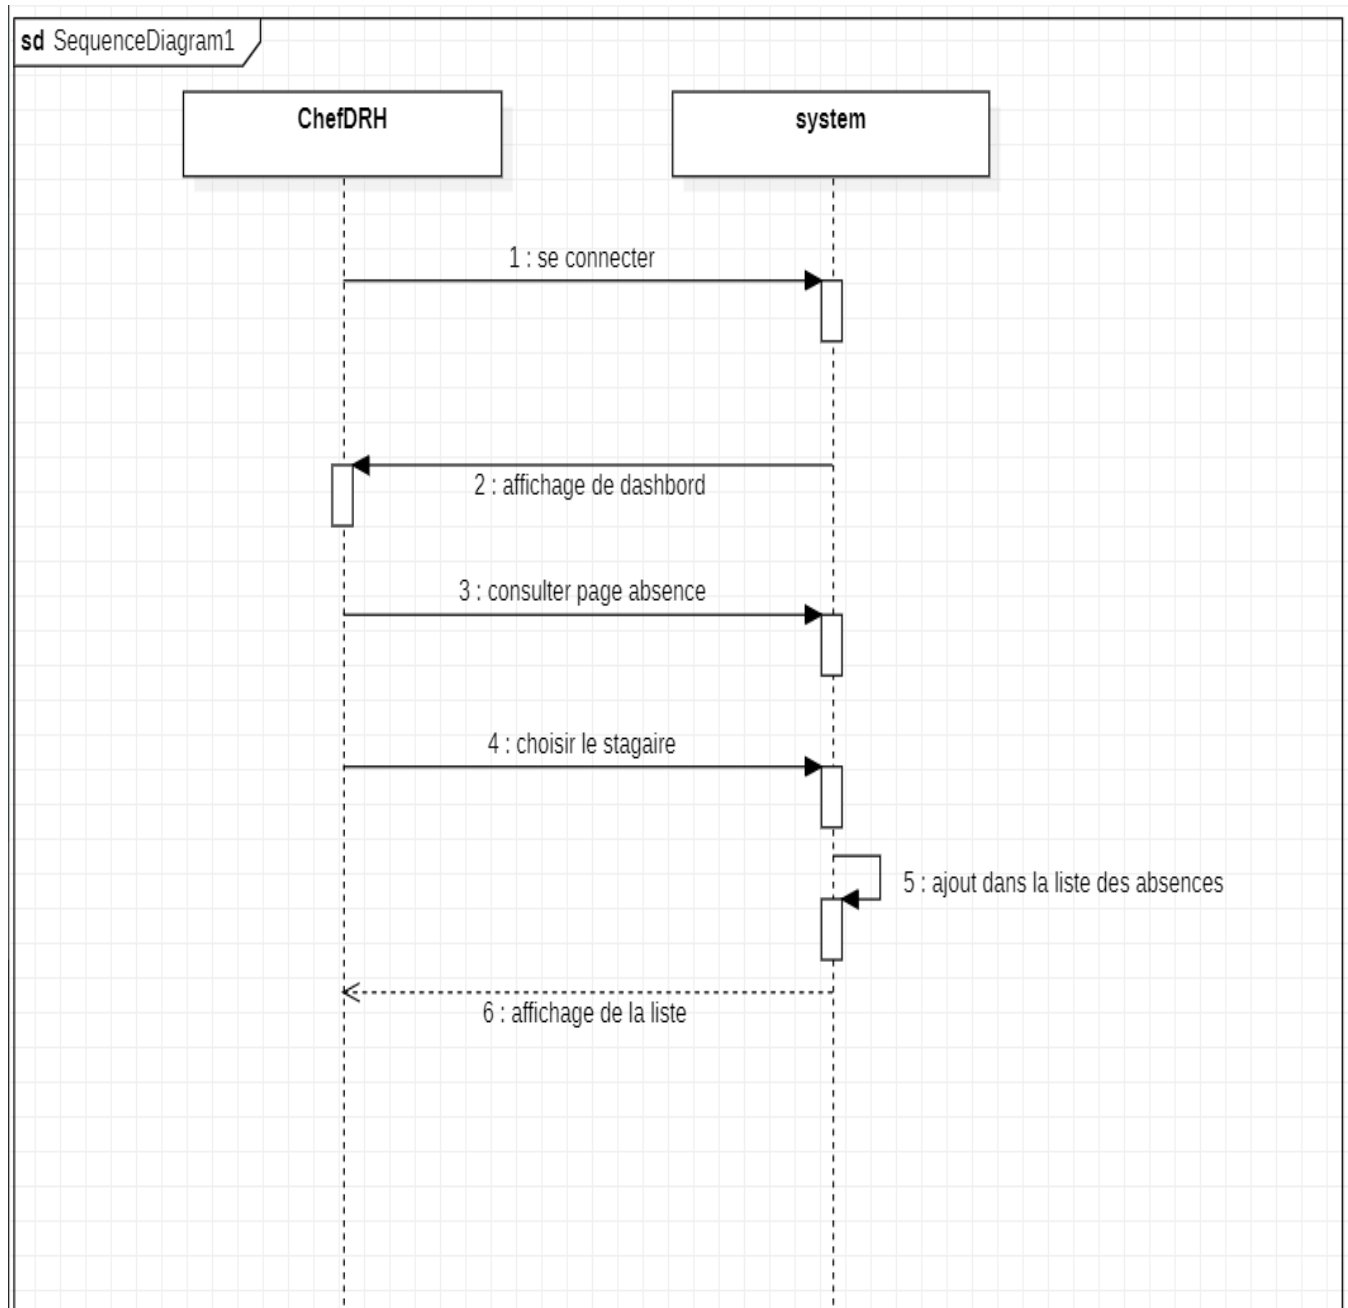 sd SequenceDiagram1
ChefDRH
system
1 : se connecter
2 : affichage de dashbord
3 : consulter page absence
4 : choisir le stagaire
5 : ajout dans la liste des absences
6 : affichage de la liste